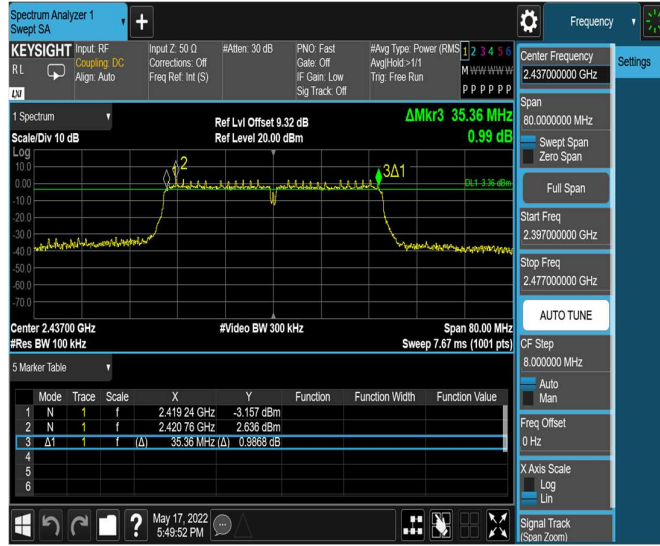 Spectrum Analyzer 1
Swept SA
+
Frequency
KEYSIGHT
RL
LXI
Input: RF
Coupling: DC
Align: Auto
Input Z: 50 Ω
Corrections: Off
Freq Ref: Int (S)
#Atten: 30 dB
PNO: Fast
Gate: Off
IF Gain: Low
Sig Track: Off
#Avg Type: Power (RMS
Avg|Hold:>1/1
Trig: Free Run
1 2 3 4 5 6
M W W W W W
P P P P P P
1 Spectrum
Scale/Div 10 dB
Ref Lvl Offset 9.32 dB
Ref Level 20.00 dBm
ΔMkr3 35.36 MHz
0.99 dB
Log
10.0
0.00
-10.0
-20.0
-30.0
-40.0
-50.0
-60.0
-70.0
2
3Δ1
DL1 -3.36 dBm
Center 2.43700 GHz
#Res BW 100 kHz
#Video BW 300 kHz
Span 80.00 MHz
Sweep 7.67 ms (1001 pts)
5 Marker Table
Mode Trace Scale X Y Function Function Width Function Value
1 N 1 f 2.419 24 GHz -3.157 dBm
2 N 1 f 2.420 76 GHz 2.636 dBm
3 Δ1 1 f (Δ) 35.36 MHz (Δ) 0.9868 dB
4
5
6
May 17, 2022
5:49:52 PM
?
Center Frequency
2.437000000 GHz
Span
80.0000000 MHz
Swept Span
Zero Span
Full Span
Start Freq
2.397000000 GHz
Stop Freq
2.477000000 GHz
AUTO TUNE
CF Step
8.000000 MHz
Auto
Man
Freq Offset
0 Hz
X Axis Scale
Log
Lin
Signal Track
(Span Zoom)
Settings